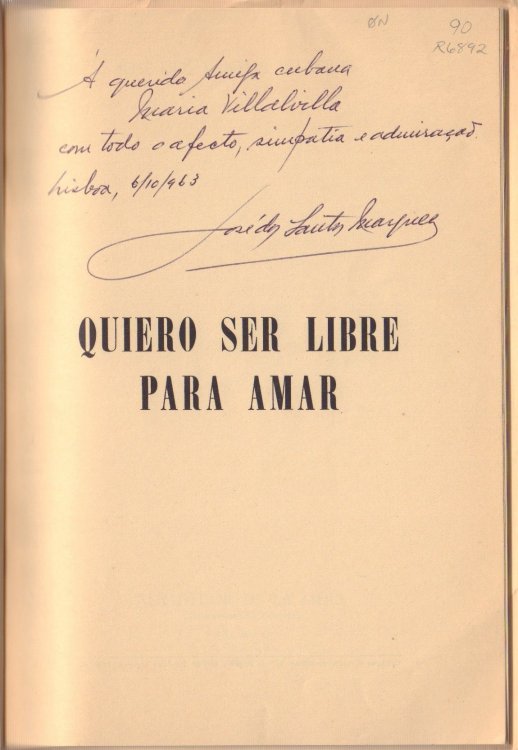 ØN
90
R6892
À querida Amiga cubana
Maria Villalvilla
com todo o afecto, simpatia e admiração.
Lisboa, 6/10/963
José dos Santos Marques
QUIERO SER LIBRE
PARA AMAR